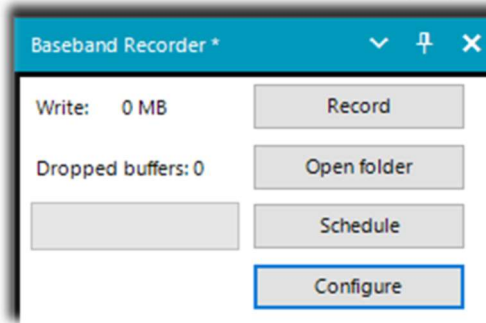 Baseband Recorder *
Write: 0 MB Record
Dropped buffers: 0 Open folder
Schedule
Configure